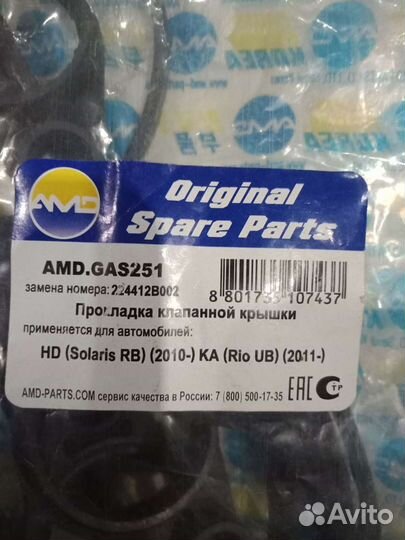 AMD
Original
Spare Parts
AMD.GAS251
замена номера: 224412B002
8 801733 107437
Прокладка клапанной крышки
применяется для автомобилей:
HD (Solaris RB) (2010-) KA (Rio UB) (2011-)
AMD-PARTS.COM сервис качества в России: 7 (800) 500-17-35
EAC
СТР
Avito